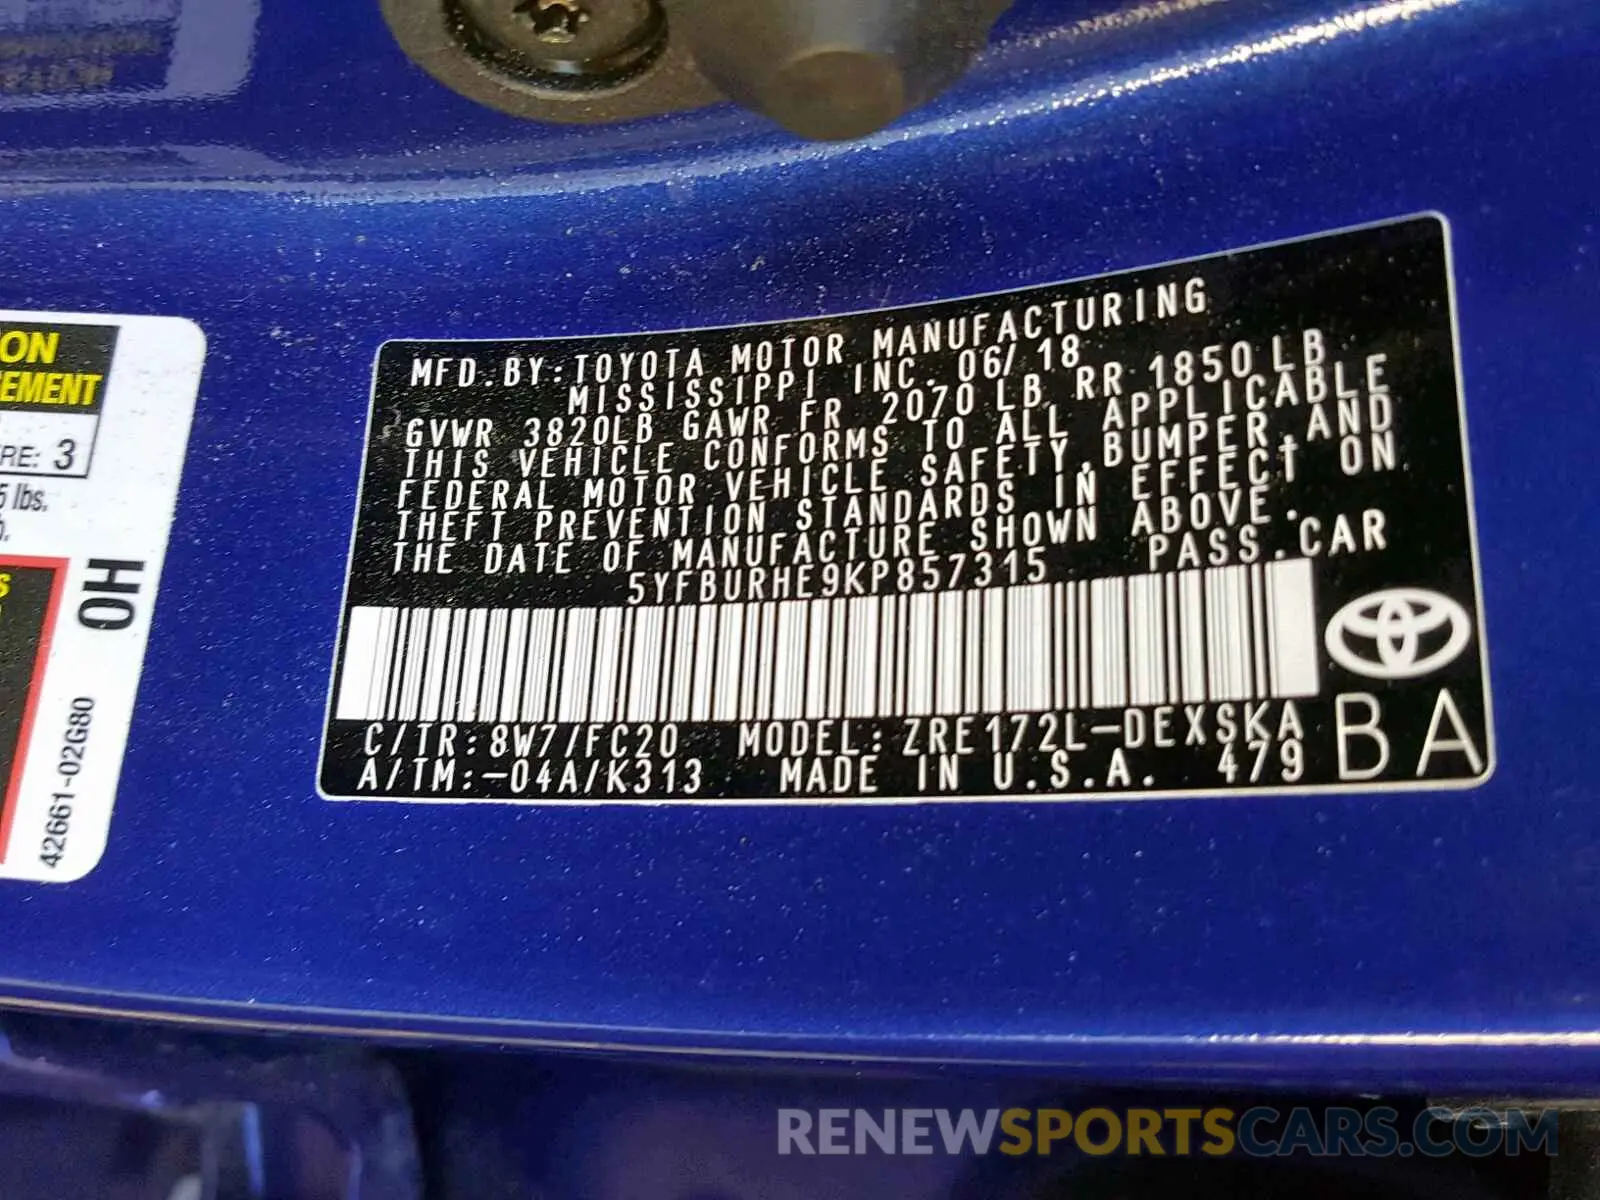 MFD. BY: TOYOTA MOTOR MANUFACTURING
MISSISSIPPI INC. 06/18
GVWR 3820LB GAWR FR 2070 LB RR 1850 LB
THIS VEHICLE CONFORMS TO ALL APPLICABLE
FEDERAL MOTOR VEHICLE SAFETY, BUMPER, AND
THEFT PREVENTION STANDARDS IN EFFECT ON
THE DATE OF MANUFACTURE SHOWN ABOVE.
5YFBURHE9KP857315 PASS. CAR
C/TR: 8W7/FC20 MODEL: ZRE172L-DEXSKA
A/TM: -04A/K313 MADE IN U.S.A. 479
BA
ON
EMENT
RE: 3
5 lbs.
OH
42661-02G80
RENEWSPORTSCARS.COM